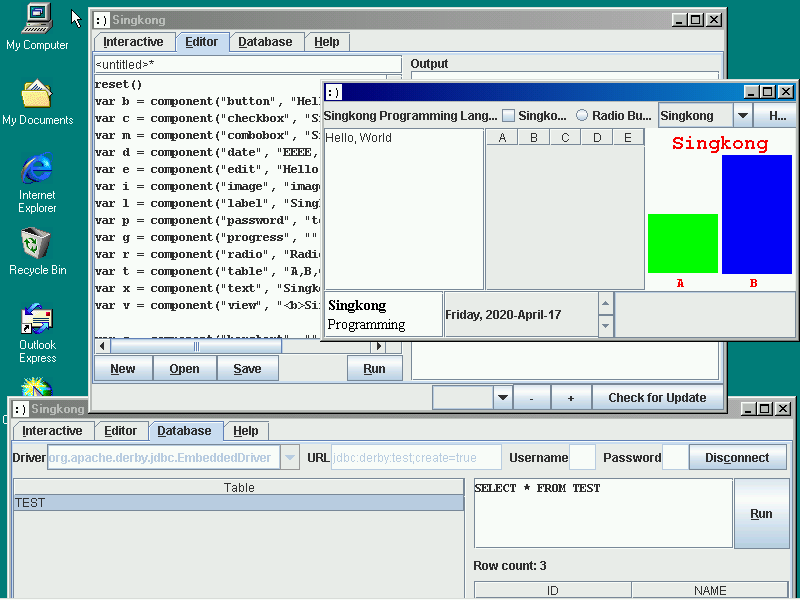 My Computer
My Documents
Internet
Explorer
Recycle Bin
Outlook
Express
:) Singkong
Interactive Editor Database Help
<untitled>*
Output
reset()
var b = component("button", "Hell
var c = component("checkbox", "Si
var m = component("combobox", "Si
var d = component("date", "EEEE,
var e = component("edit", "Hello
var i = component("image", "image
var l = component("label", "Singk
var p = component("password", "te
var g = component("progress", ""
var r = component("radio", "Radio
var t = component("table", "A,B,C
var x = component("text", "Singko
var v = component("view", "<b>Sin
New Open Save Run
- + Check for Update
:)
Singkong Programming Lang... Singko... Radio Bu... Singkong H...
Hello, World
A B C D E
Singkong
A B
Singkong
Programming
Friday, 2020-April-17
:) Singkong
Interactive Editor Database Help
Driver org.apache.derby.jdbc.EmbeddedDriver URL jdbc:derby:test;create=true Username Password Disconnect
Table
TEST
SELECT * FROM TEST
Run
Row count: 3
ID NAME